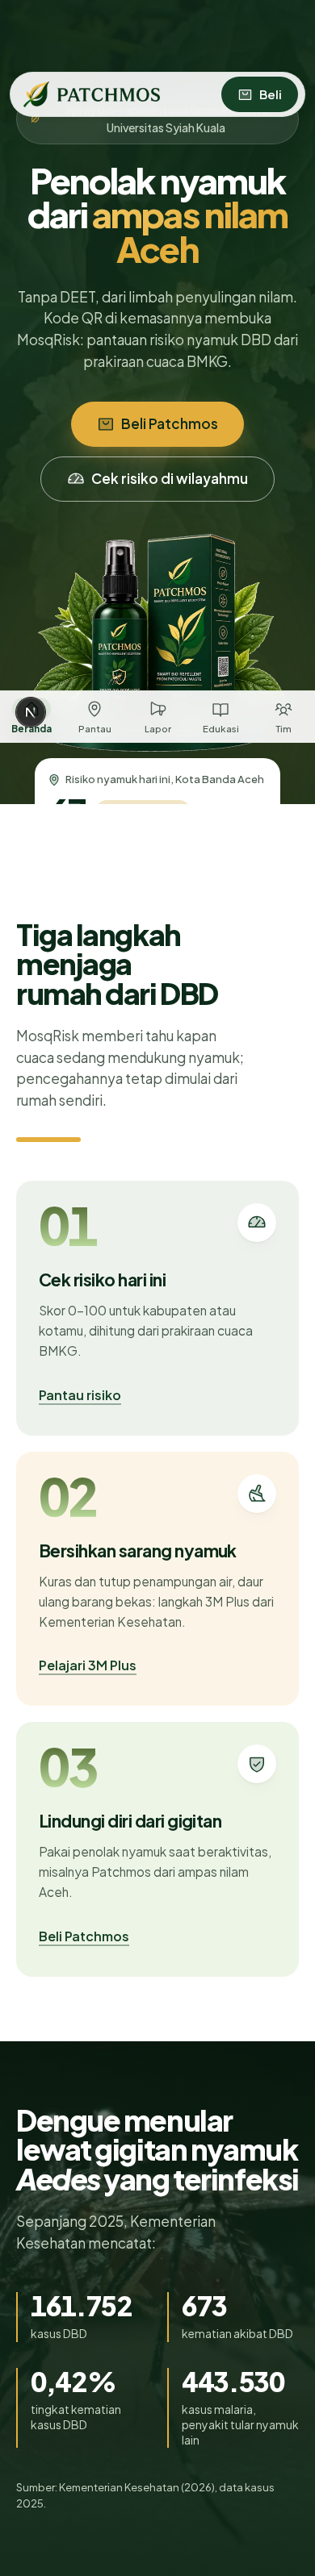 PATCHMOS
Beli
Universitas Syiah Kuala
Penolak nyamuk
dari ampas nilam
Aceh
Tanpa DEET, dari limbah penyulingan nilam.
Kode QR di kemasannya membuka
MosqRisk: pantauan risiko nyamuk DBD dari
prakiraan cuaca BMKG.
Beli Patchmos
Cek risiko di wilayahmu
PATCHMOS
PATCHMOS
N
Beranda
Pantau
Lapor
Edukasi
Tim
Risiko nyamuk hari ini, Kota Banda Aceh
Tiga langkah
menjaga
rumah dari DBD
MosqRisk memberi tahu kapan
cuaca sedang mendukung nyamuk;
pencegahannya tetap dimulai dari
rumah sendiri.
01
Cek risiko hari ini
Skor 0–100 untuk kabupaten atau
kotamu, dihitung dari prakiraan cuaca
BMKG.
Pantau risiko
02
Bersihkan sarang nyamuk
Kuras dan tutup penampungan air, daur
ulang barang bekas: langkah 3M Plus dari
Kementerian Kesehatan.
Pelajari 3M Plus
03
Lindungi diri dari gigitan
Pakai penolak nyamuk saat beraktivitas,
misalnya Patchmos dari ampas nilam
Aceh.
Beli Patchmos
Dengue menular
lewat gigitan nyamuk
Aedes yang terinfeksi
Sepanjang 2025, Kementerian
Kesehatan mencatat:
161.752
kasus DBD
673
kematian akibat DBD
0,42%
tingkat kematian
kasus DBD
443.530
kasus malaria,
penyakit tular nyamuk
lain
Sumber: Kementerian Kesehatan (2026), data kasus
2025.